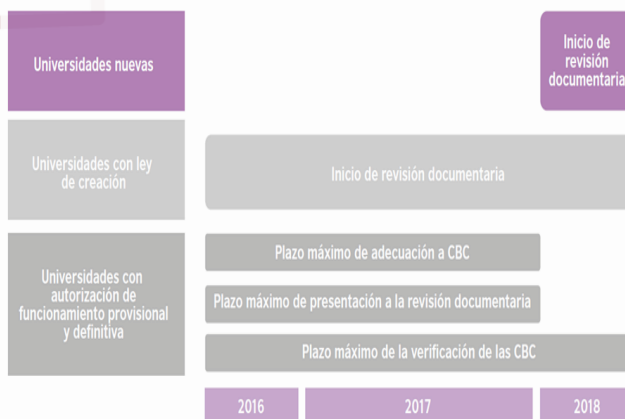 Universidades nuevas
Inicio de
revisión
documentaria
Universidades con ley
de creación
Inicio de revisión documentaria
Universidades con
autorización de
funcionamiento provisional
y definitiva
Plazo máximo de adecuación a CBC
Plazo máximo de presentación a la revisión documentaria
Plazo máximo de la verificación de las CBC
2016
2017
2018